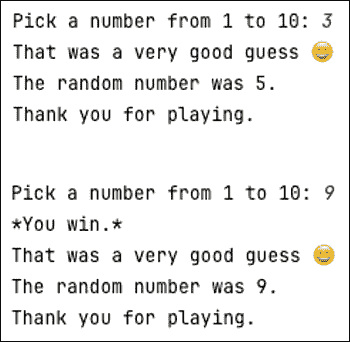 Pick a number from 1 to 10: 3
That was a very good guess 😀
The random number was 5.
Thank you for playing.
Pick a number from 1 to 10: 9
*You win.*
That was a very good guess 😀
The random number was 9.
Thank you for playing.